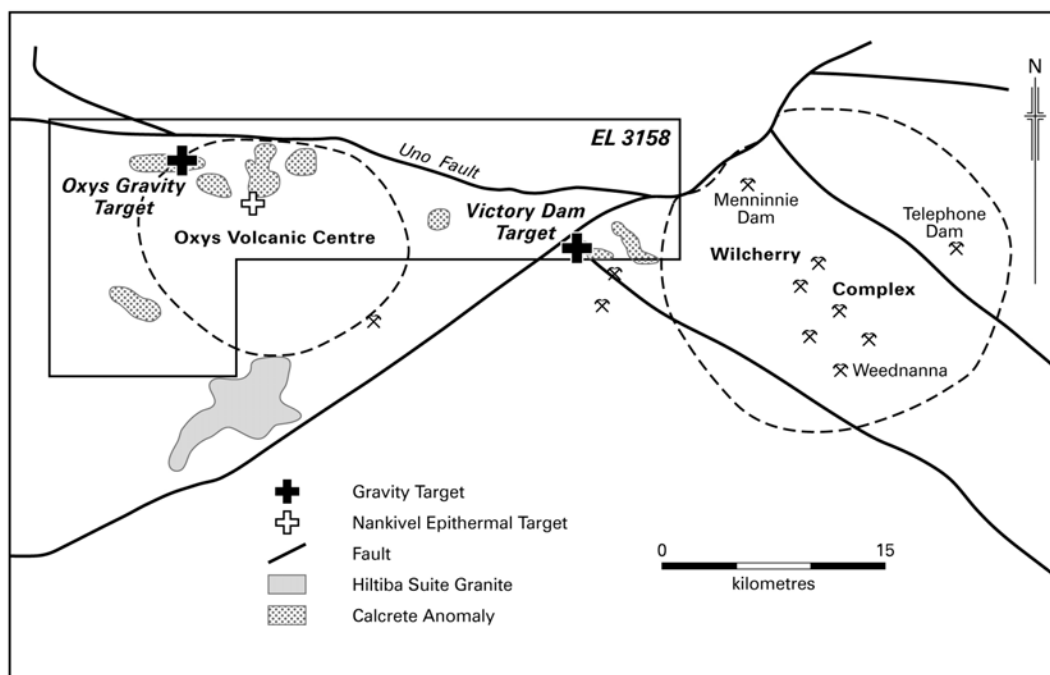 N
EL 3158
Uno Fault
Oxys Gravity
Target
Oxys Volcanic Centre
Victory Dam
Target
Menninnie
Dam
Telephone
Dam
Wilcherry
Complex
Weednanna
Gravity Target
Nankivel Epithermal Target
Fault
Hiltiba Suite Granite
Calcrete Anomaly
0 15
kilometres